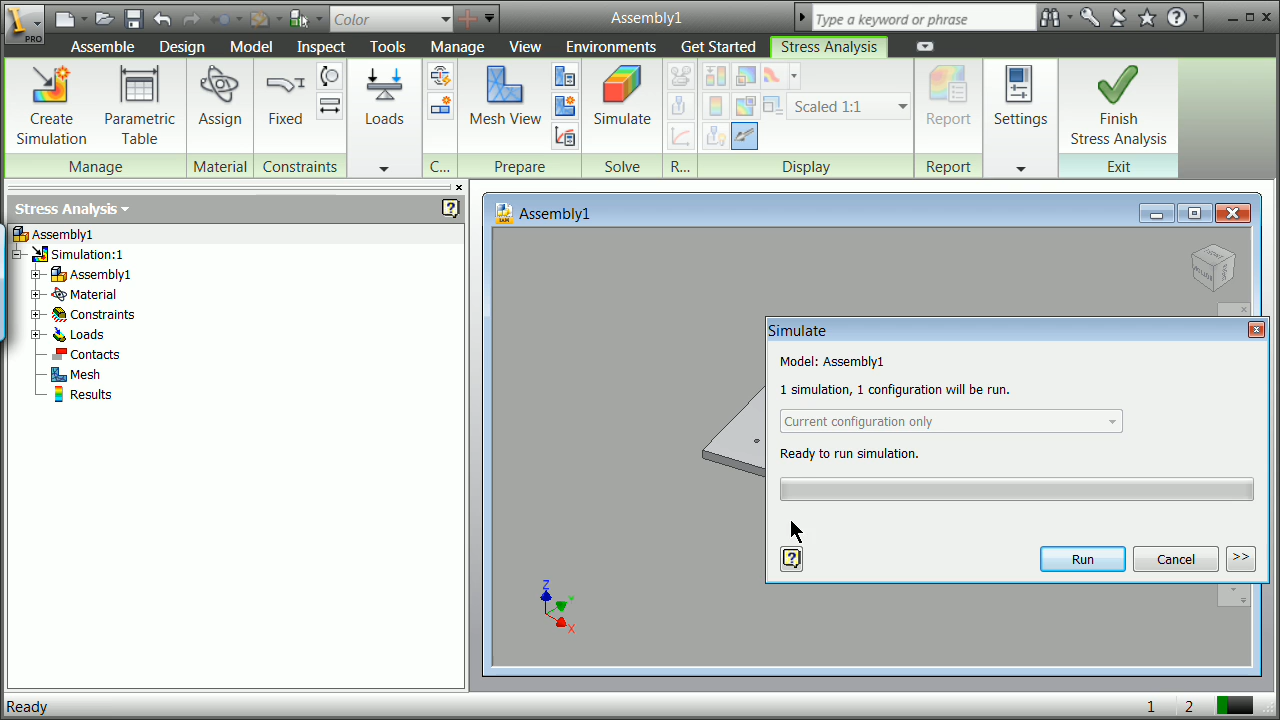 PRO
Color
Assembly1
Type a keyword or phrase
Assemble
Design
Model
Inspect
Tools
Manage
View
Environments
Get Started
Stress Analysis
Create
Simulation
Parametric
Table
Assign
Fixed
Loads
Mesh View
Simulate
Scaled 1:1
Report
Settings
Finish
Stress Analysis
Manage
Material
Constraints
C...
Prepare
Solve
R...
Display
Report
Exit
Stress Analysis
Assembly1
Simulation:1
Assembly1
Material
Constraints
Loads
Contacts
Mesh
Results
Assembly1
Simulate
Model: Assembly1
1 simulation, 1 configuration will be run.
Current configuration only
Ready to run simulation.
Run
Cancel
>>
Z
X
Ready
1
2